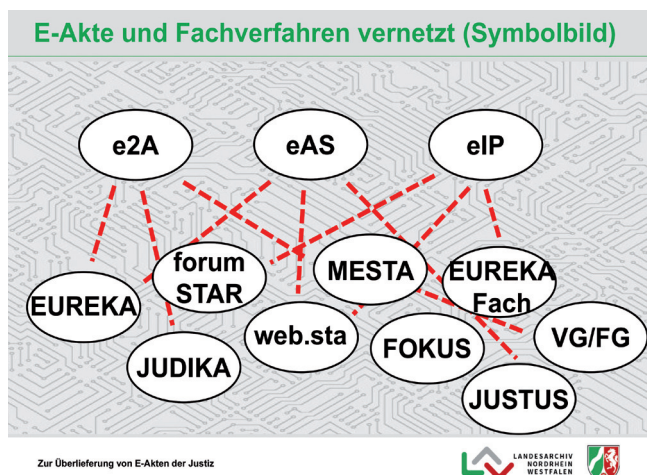 E-Akte und Fachverfahren vernetzt (Symbolbild)
e2A
eAS
eIP
forum
STAR
MESTA
EUREKA
Fach
EUREKA
web.sta
VG/FG
JUDIKA
FOKUS
JUSTUS
Zur Überlieferung von E-Akten der Justiz
LANDESARCHIV
NORDRHEIN
WESTFALEN